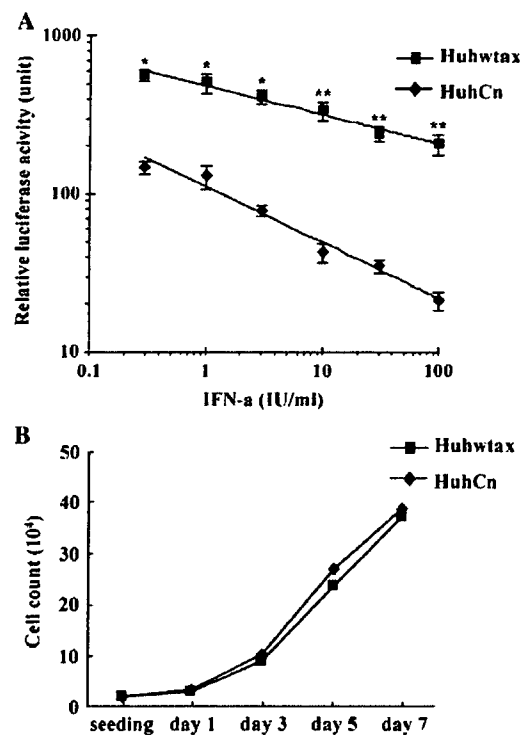 A
1000
100
10
Relative luciferase acivity (unit)
* * * ** ** **
Huhwtax
HuhCn
0.1 1 10 100
IFN-a (IU/ml)
B
50
40
30
20
10
0
Cell count (10⁴)
Huhwtax
HuhCn
seeding day 1 day 3 day 5 day 7